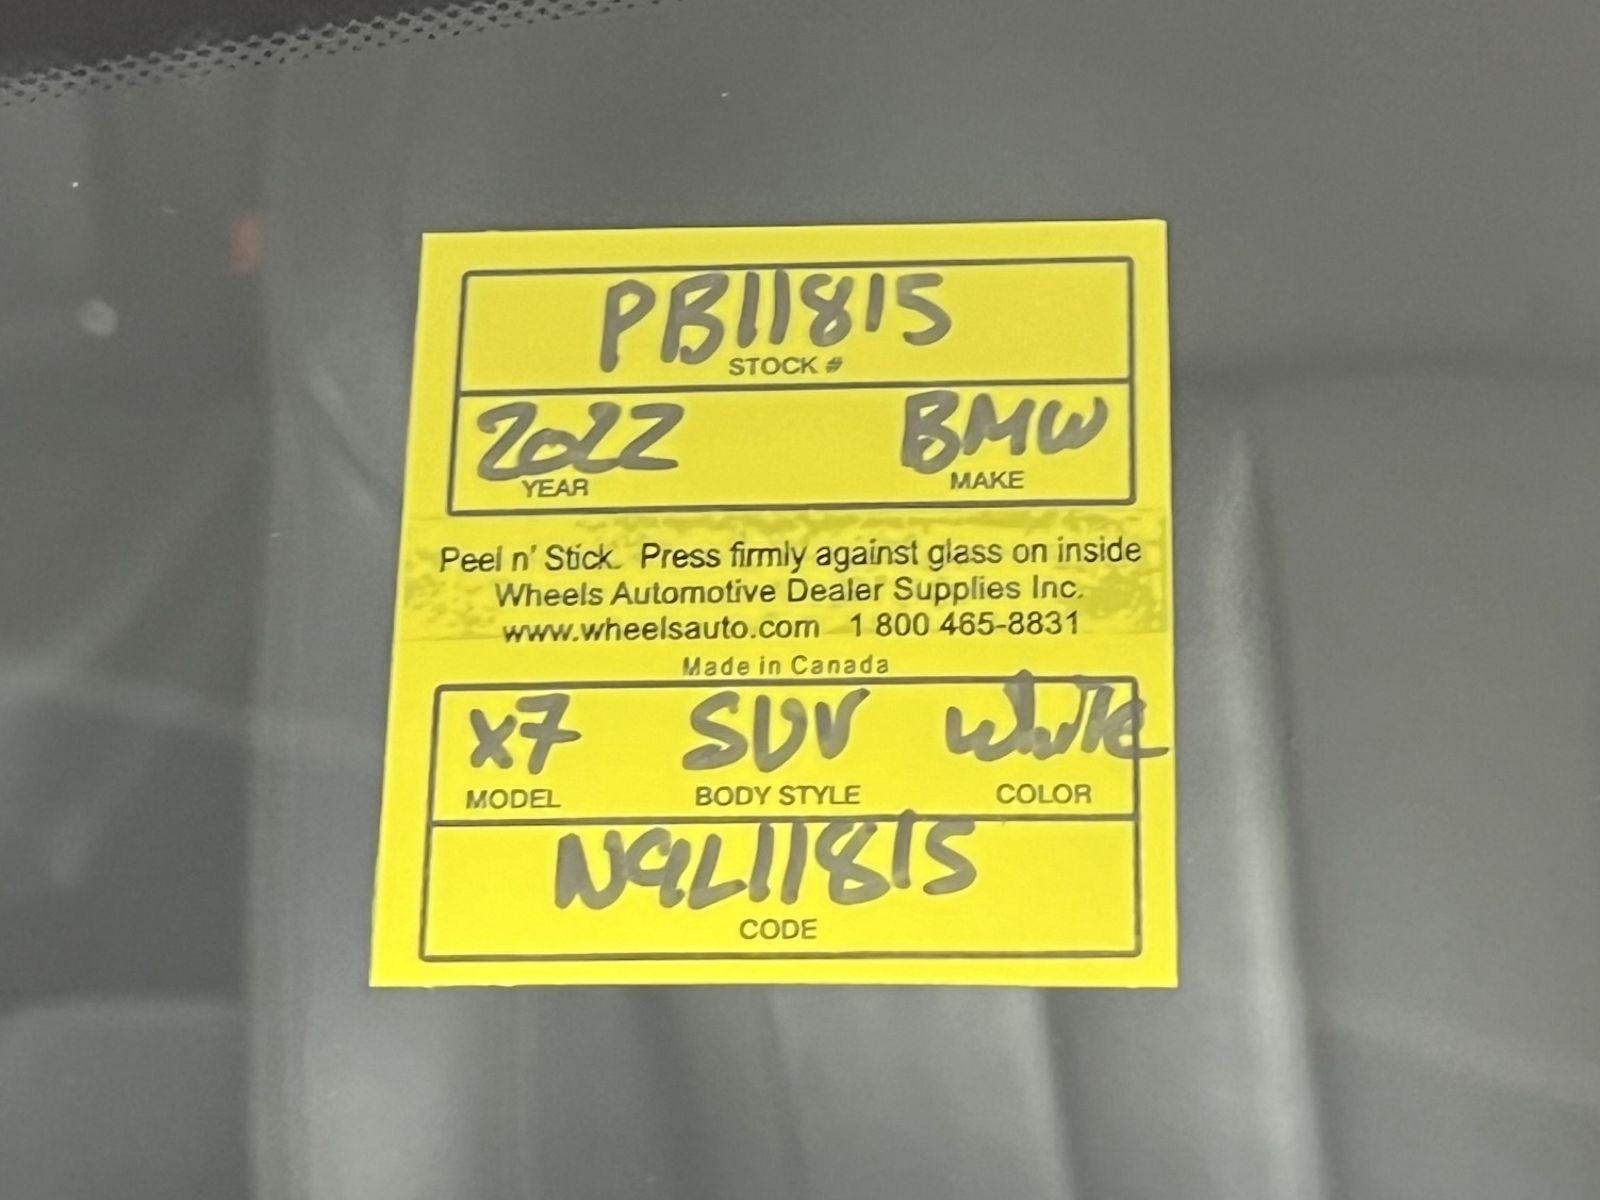 PB11815
STOCK #
2022 BMW
YEAR MAKE
Peel n' Stick. Press firmly against glass on inside
Wheels Automotive Dealer Supplies Inc.
www.wheelsauto.com 1 800 465-8831
Made in Canada
X7 SUV White
MODEL BODY STYLE COLOR
N9L11815
CODE